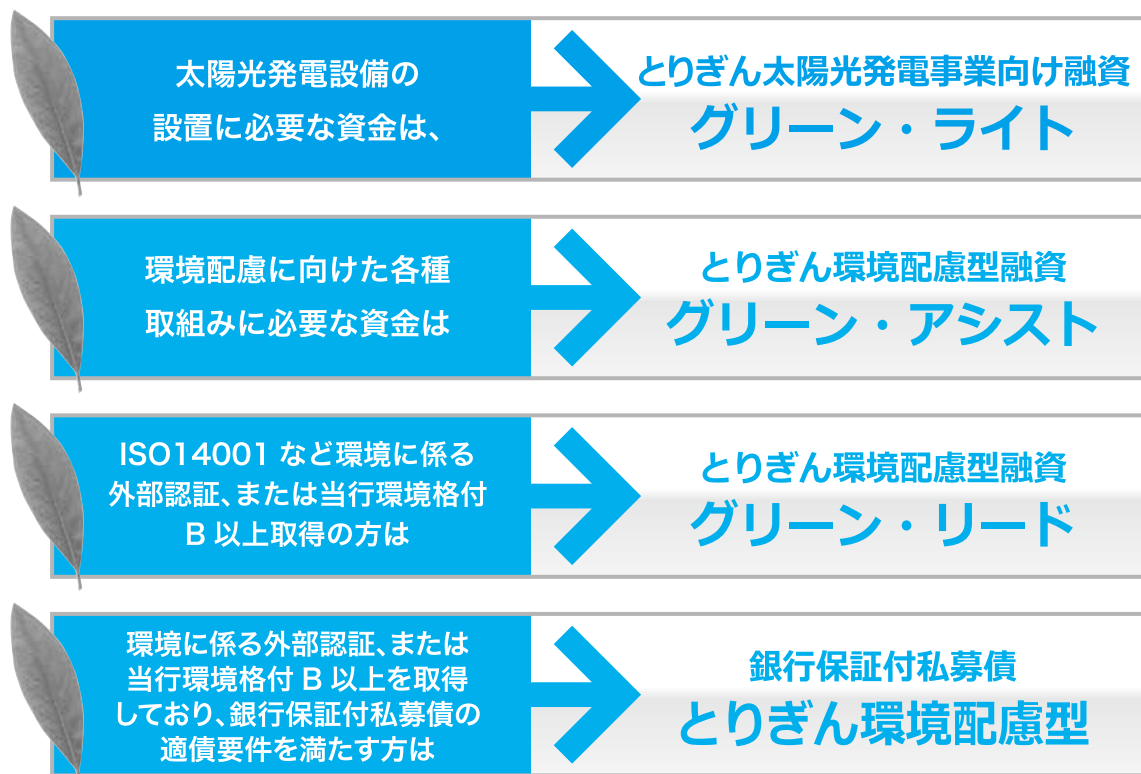 太陽光発電設備の
設置に必要な資金は、
とりぎん太陽光発電事業向け融資
グリーン・ライト
環境配慮に向けた各種
取組みに必要な資金は
とりぎん環境配慮型融資
グリーン・アシスト
ISO14001 など環境に係る
外部認証、または当行環境格付
B 以上取得の方は
とりぎん環境配慮型融資
グリーン・リード
環境に係る外部認証、または
当行環境格付 B 以上を取得
しており、銀行保証付私募債の
適債要件を満たす方は
銀行保証付私募債
とりぎん環境配慮型